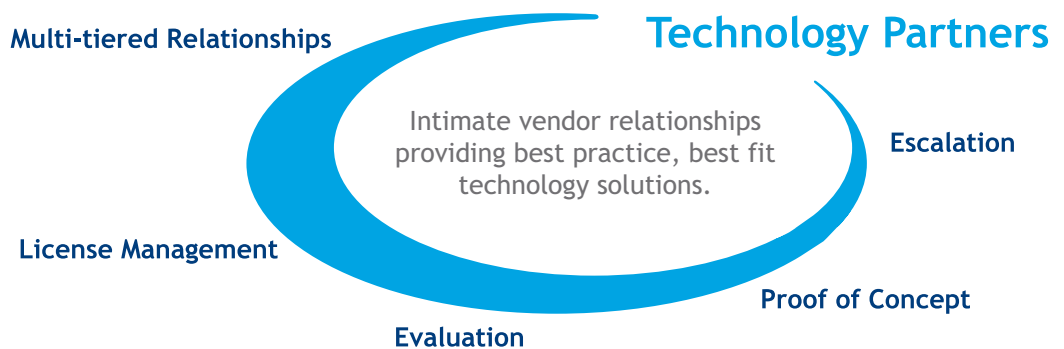 Technology Partners
Multi-tiered Relationships
Intimate vendor relationships
providing best practice, best fit
technology solutions.
Escalation
License Management
Proof of Concept
Evaluation